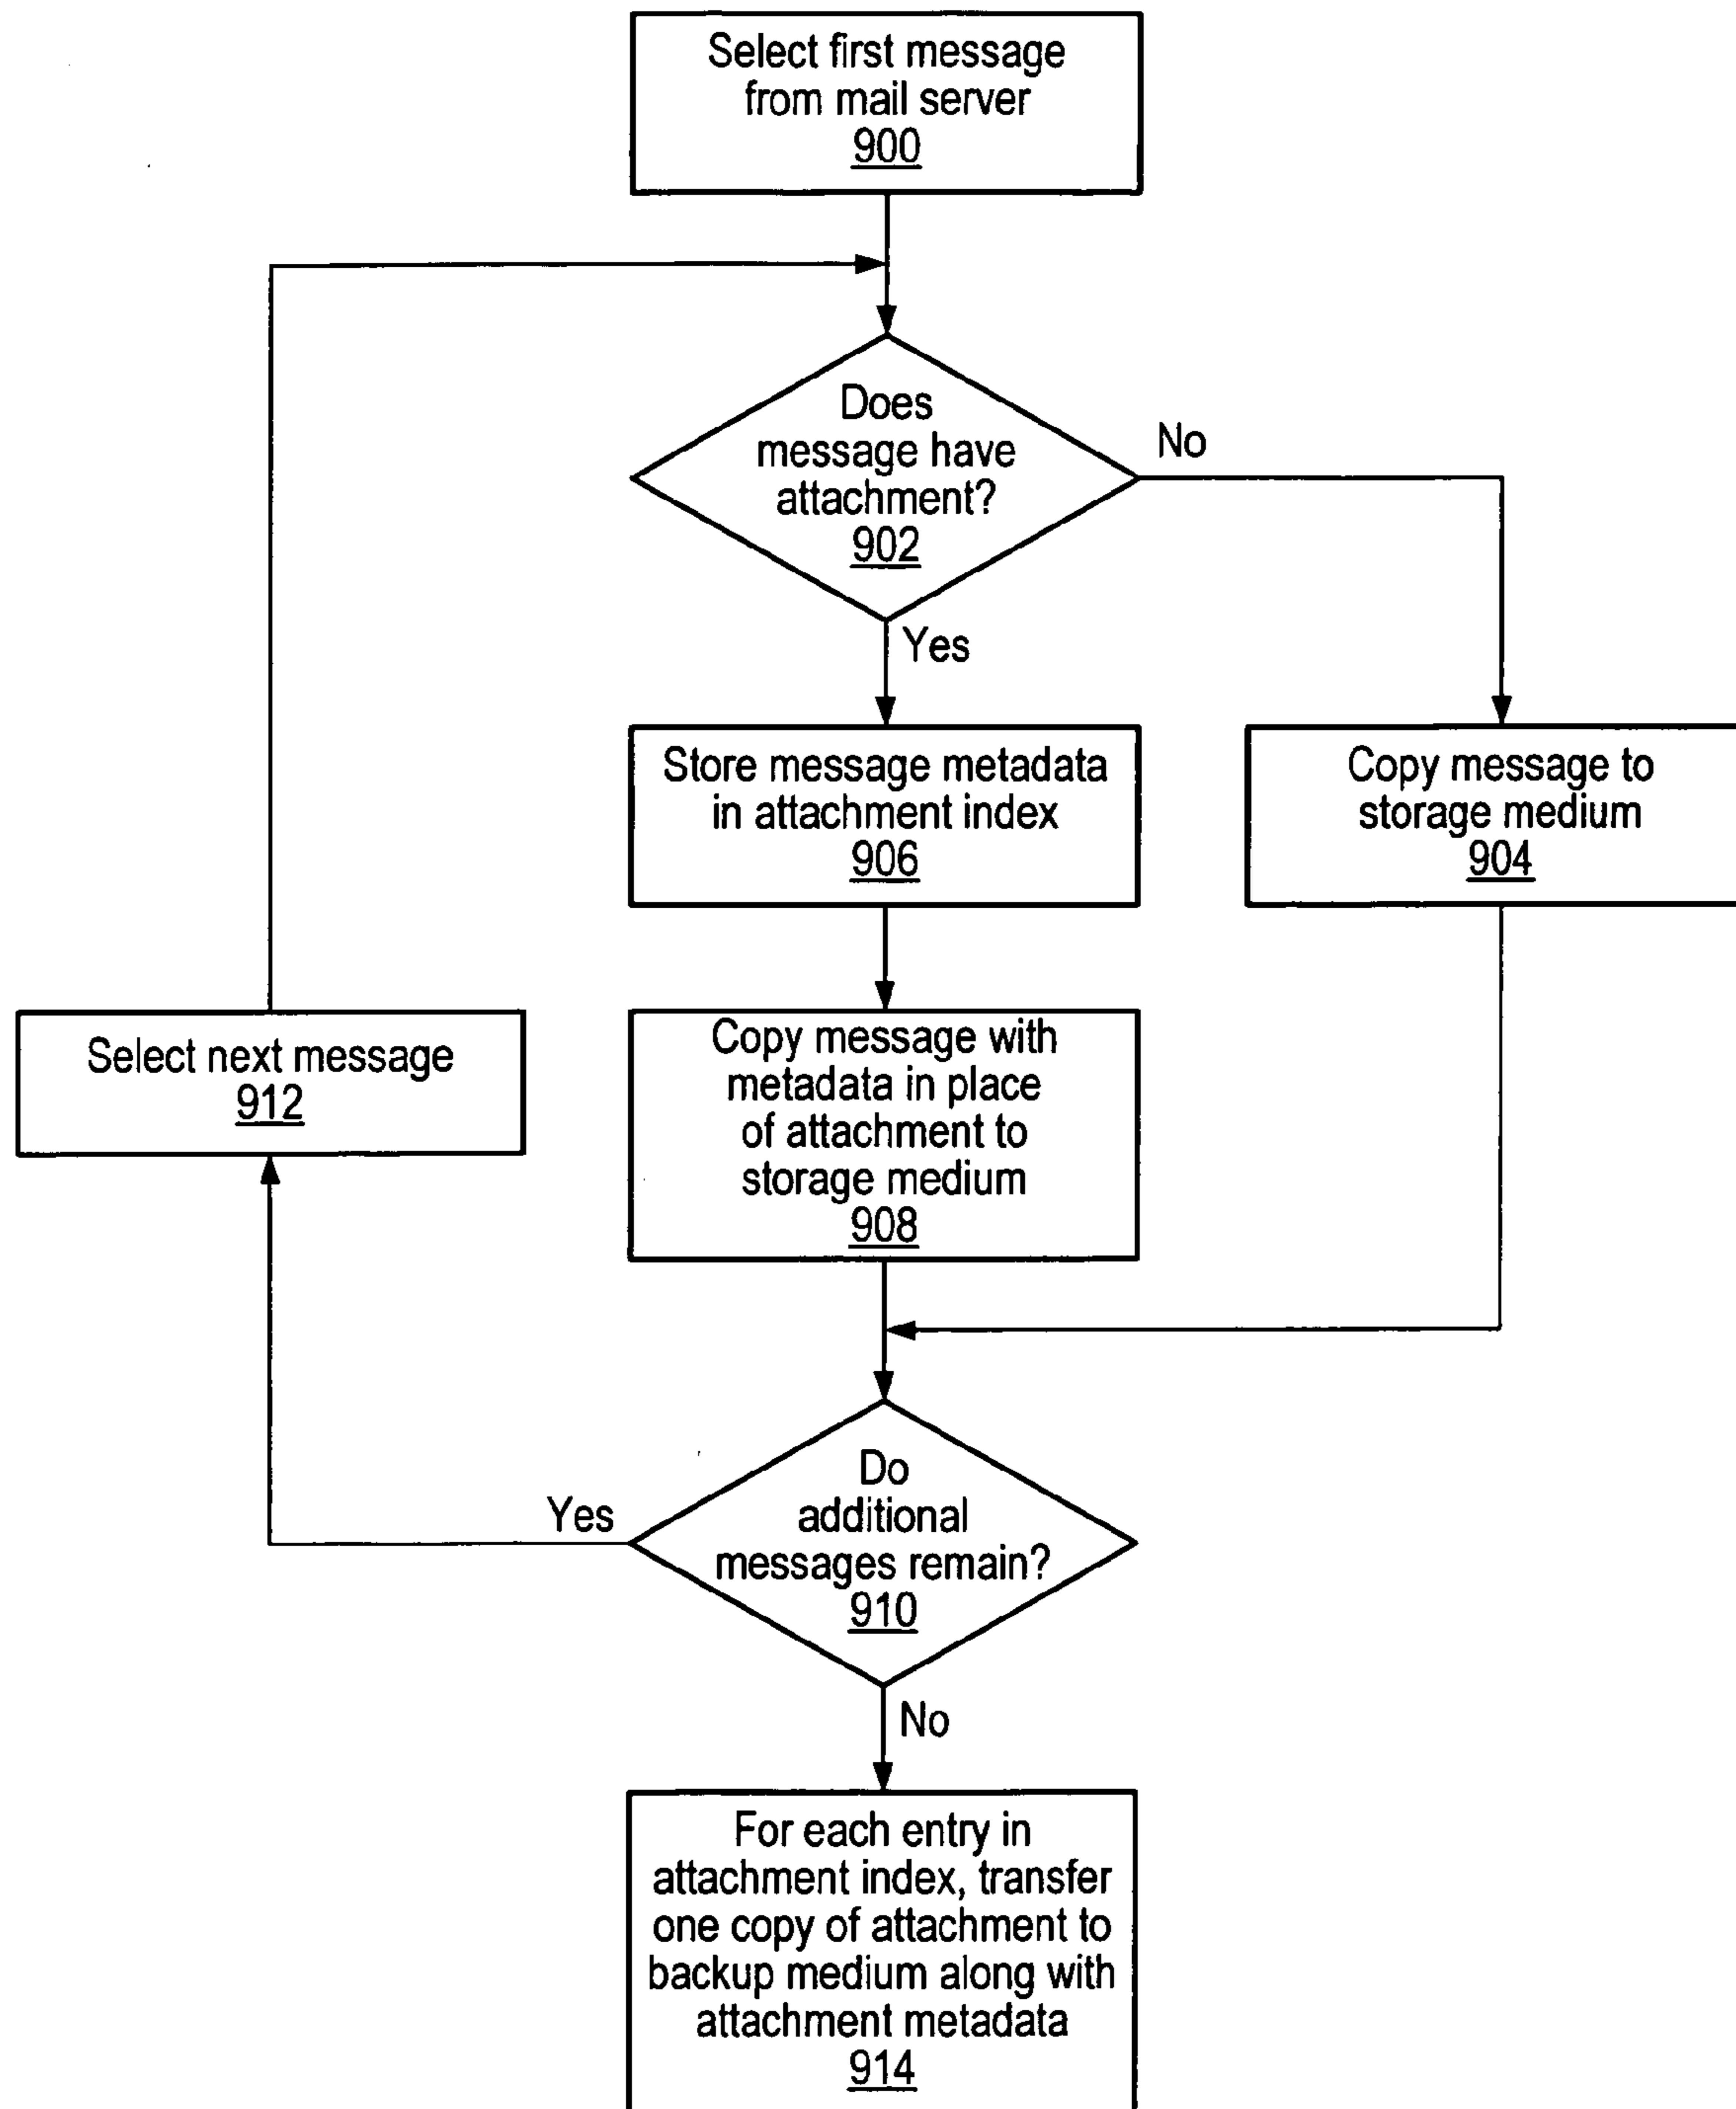 Select first message
from mail server
900
Does
message have
attachment?
902
No
Yes
Store message metadata
in attachment index
906
Copy message to
storage medium
904
Select next message
912
Copy message with
metadata in place
of attachment to
storage medium
908
Do
additional
messages remain?
910
Yes
No
For each entry in
attachment index, transfer
one copy of attachment to
backup medium along with
attachment metadata
914